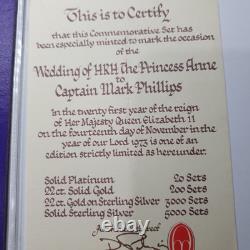 This is to Certify
that this Commemorative Set has
been especially minted to mark the occasion
of the
Wedding of HRH The Princess Anne
to
Captain Mark Phillips
In the twenty first year of the reign
of Her Majesty Queen Elizabeth 11
on the fourteenth day of November in the
year of our Lord 1973 is one of an
edition strictly limited as hereunder.
Solid Platinum 20 Sets
22 ct. Solid Gold 200 Sets
22 ct. Gold on Sterling Silver 3000 Sets
Solid Sterling Silver 5000 Sets